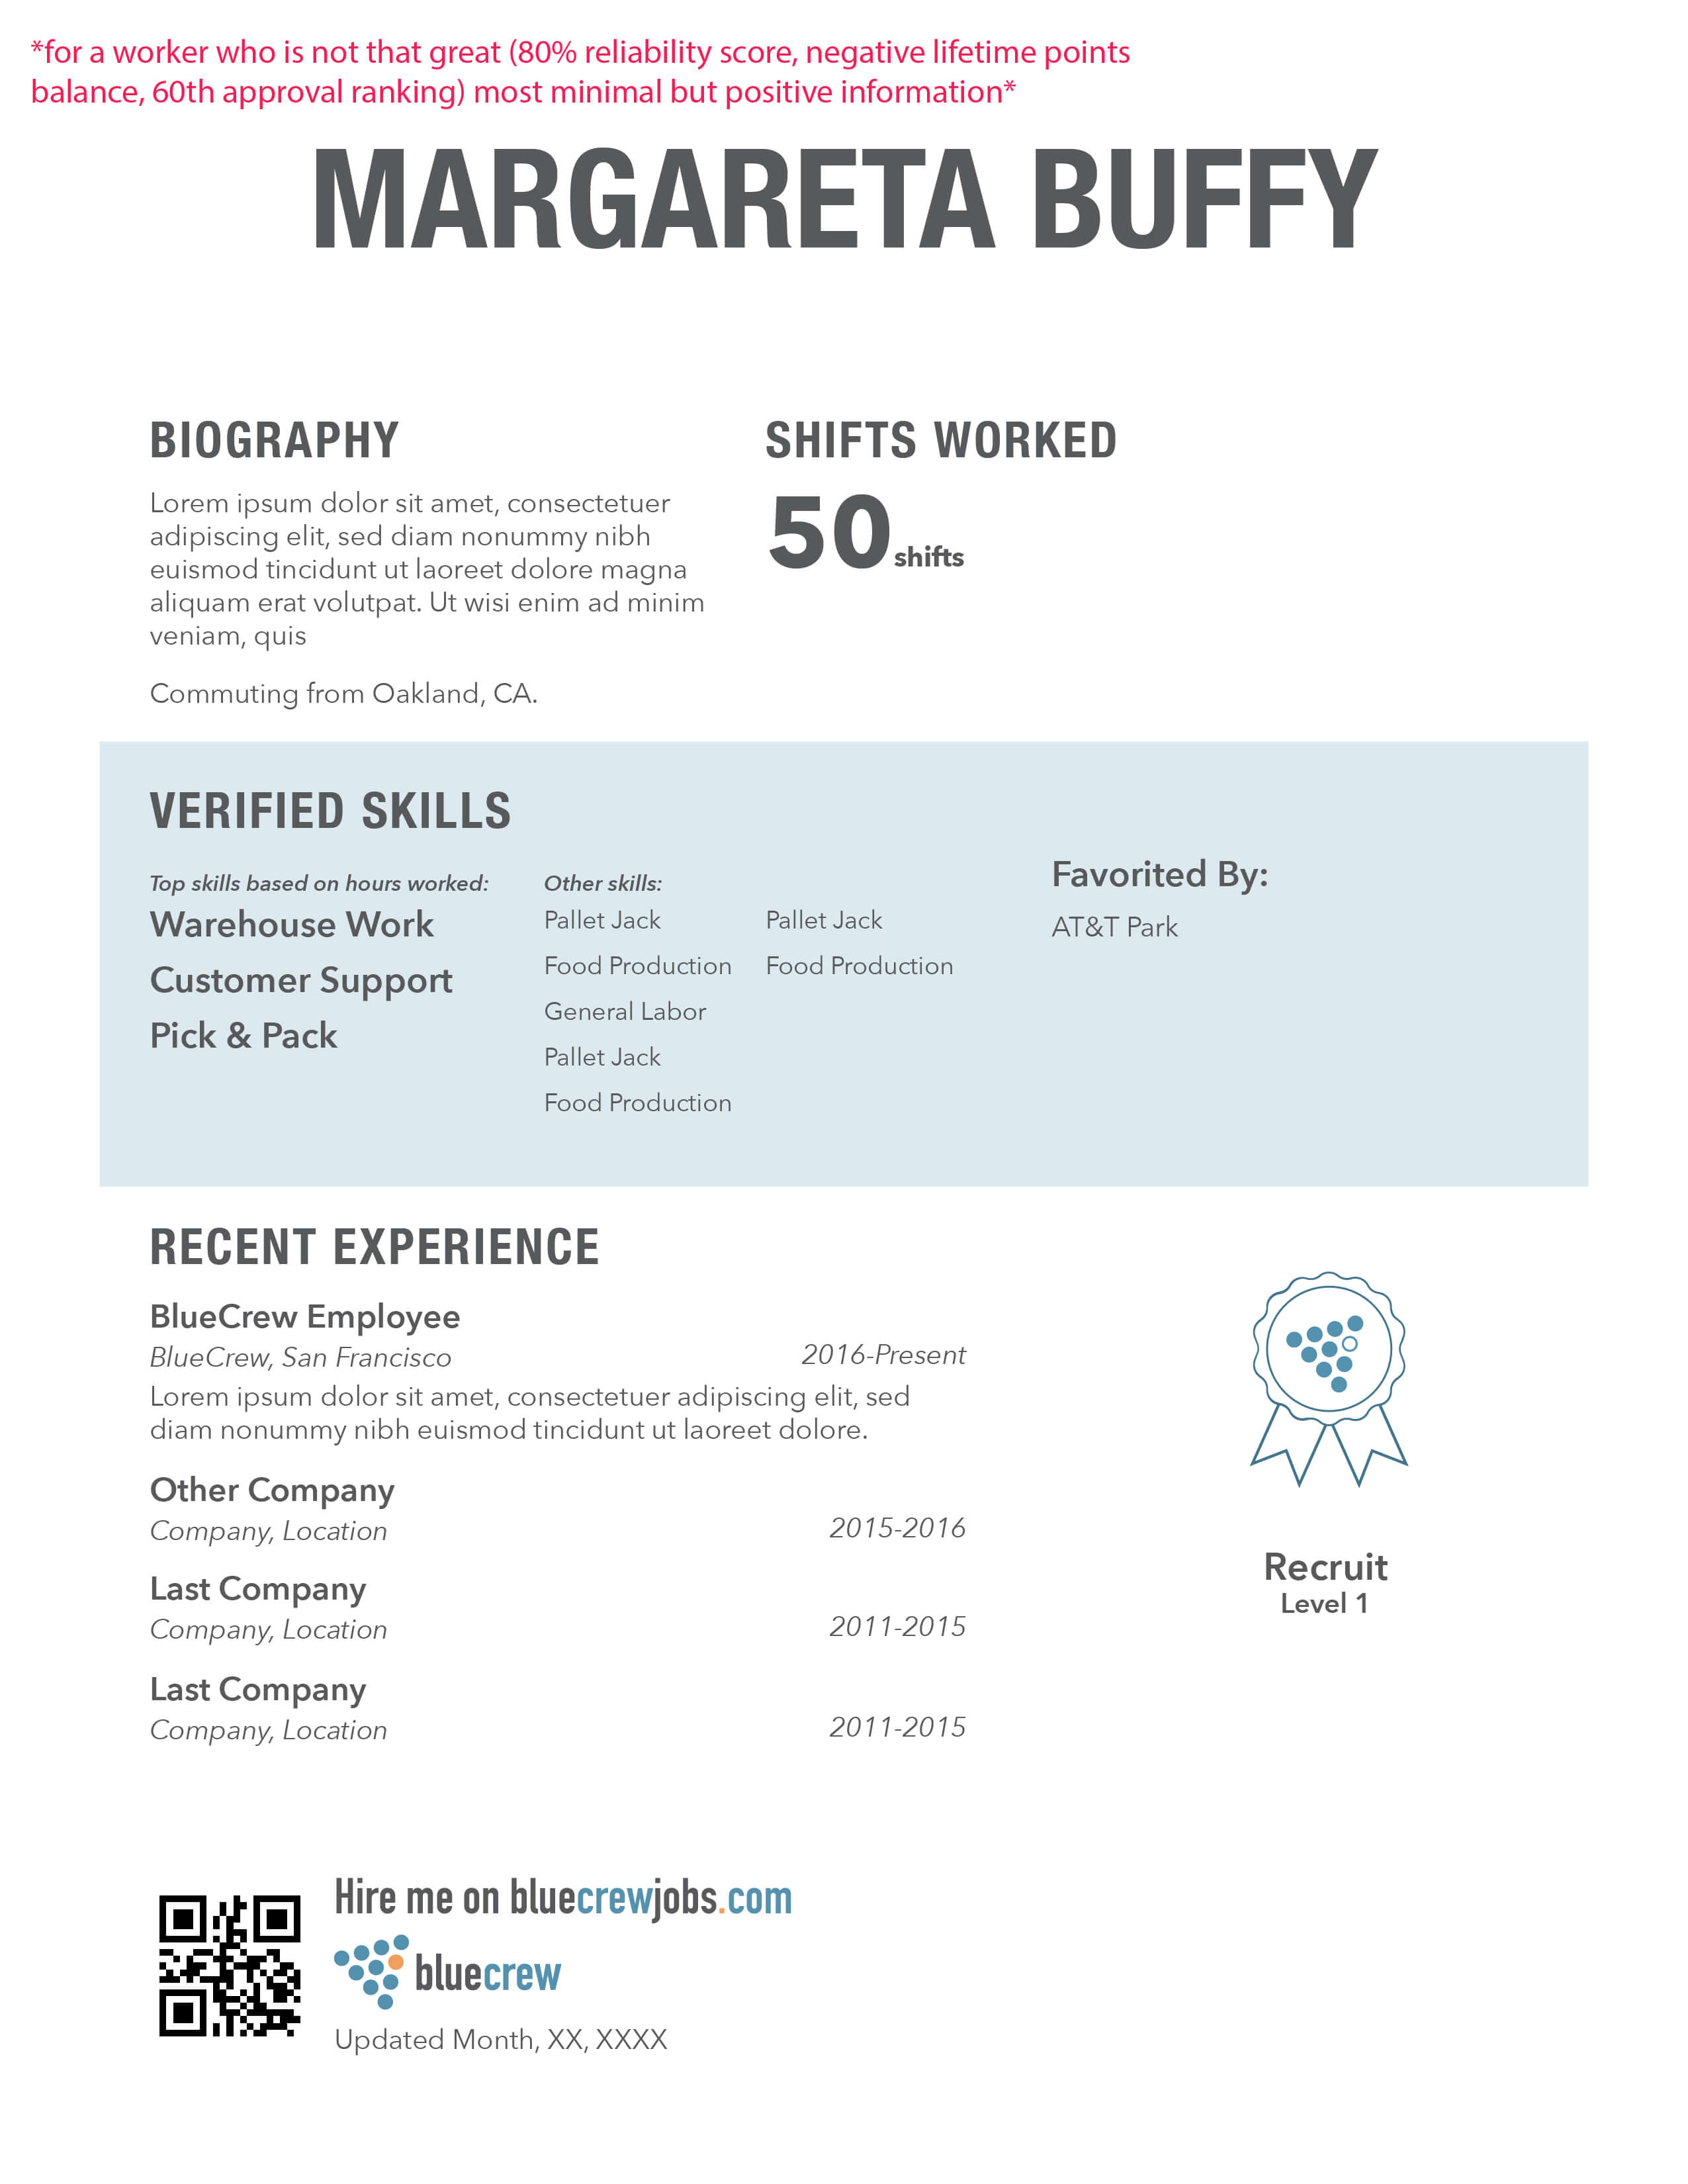 *for a worker who is not that great (80% reliability score, negative lifetime points
balance, 60th approval ranking) most minimal but positive information*
MARGARETA BUFFY
BIOGRAPHY
Lorem ipsum dolor sit amet, consectetuer
adipiscing elit, sed diam nonummy nibh
euismod tincidunt ut laoreet dolore magna
aliquam erat volutpat. Ut wisi enim ad minim
veniam, quis
Commuting from Oakland, CA.
SHIFTS WORKED
50 shifts
VERIFIED SKILLS
Top skills based on hours worked:
Warehouse Work
Customer Support
Pick & Pack
Other skills:
Pallet Jack
Food Production
General Labor
Pallet Jack
Food Production
Pallet Jack
Food Production
Favorited By:
AT&T Park
RECENT EXPERIENCE
BlueCrew Employee
BlueCrew, San Francisco 2016-Present
Lorem ipsum dolor sit amet, consectetuer adipiscing elit, sed
diam nonummy nibh euismod tincidunt ut laoreet dolore.
Other Company
Company, Location 2015-2016
Last Company
Company, Location 2011-2015
Last Company
Company, Location 2011-2015
Recruit
Level 1
Hire me on bluecrewjobs.com
bluecrew
Updated Month, XX, XXXX